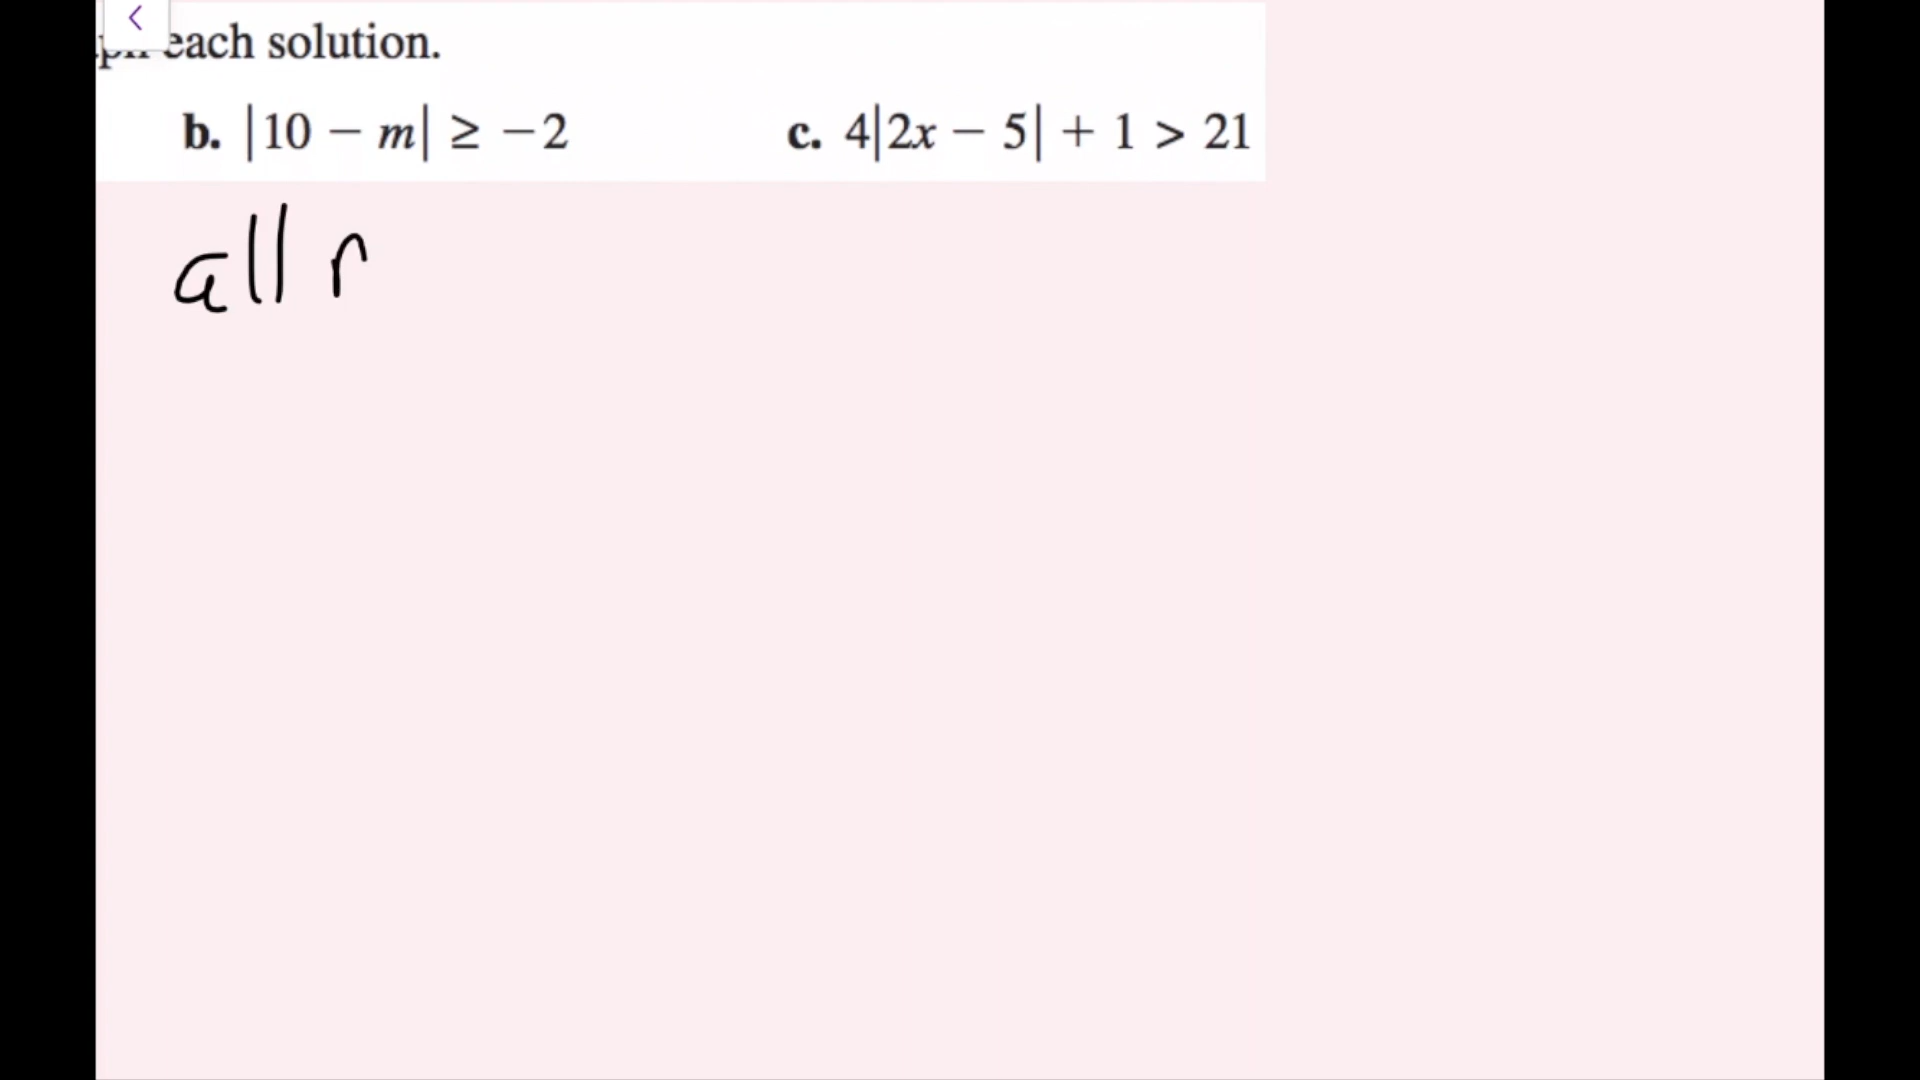 each solution.
b. |10 − m| ≥ −2 c. 4|2x − 5| + 1 > 21
all r